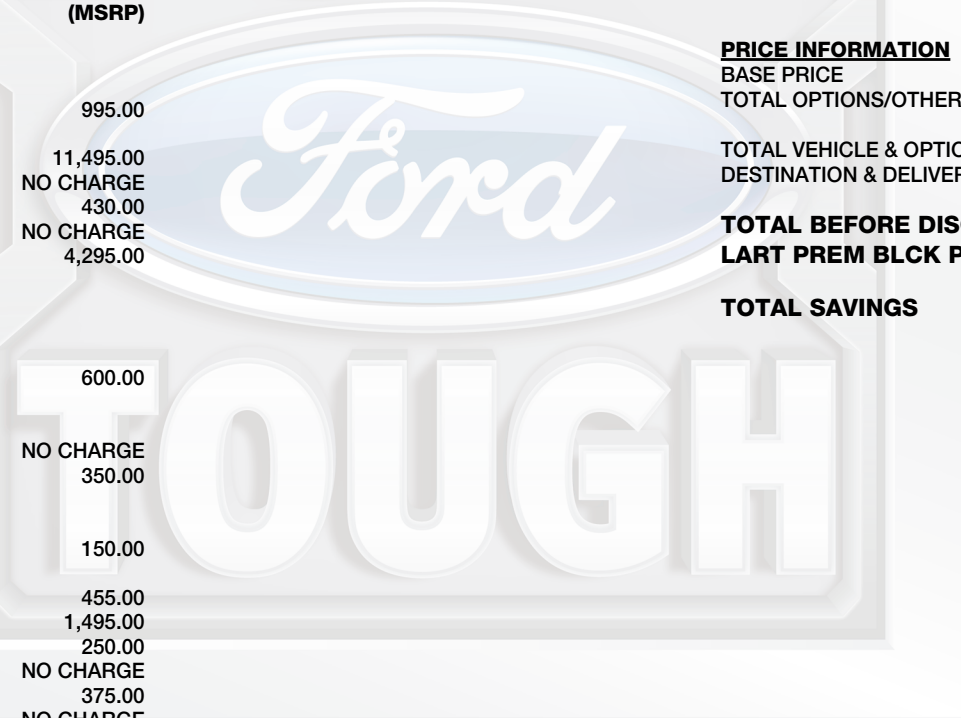 (MSRP)
995.00
11,495.00
NO CHARGE
430.00
NO CHARGE
4,295.00
600.00
NO CHARGE
350.00
150.00
455.00
1,495.00
250.00
NO CHARGE
375.00
NO CHARGE
PRICE INFORMATION
BASE PRICE
TOTAL OPTIONS/OTHER
TOTAL VEHICLE & OPTIO
DESTINATION & DELIVER
TOTAL BEFORE DIS
LART PREM BLCK P
TOTAL SAVINGS
Ford
TOUGH